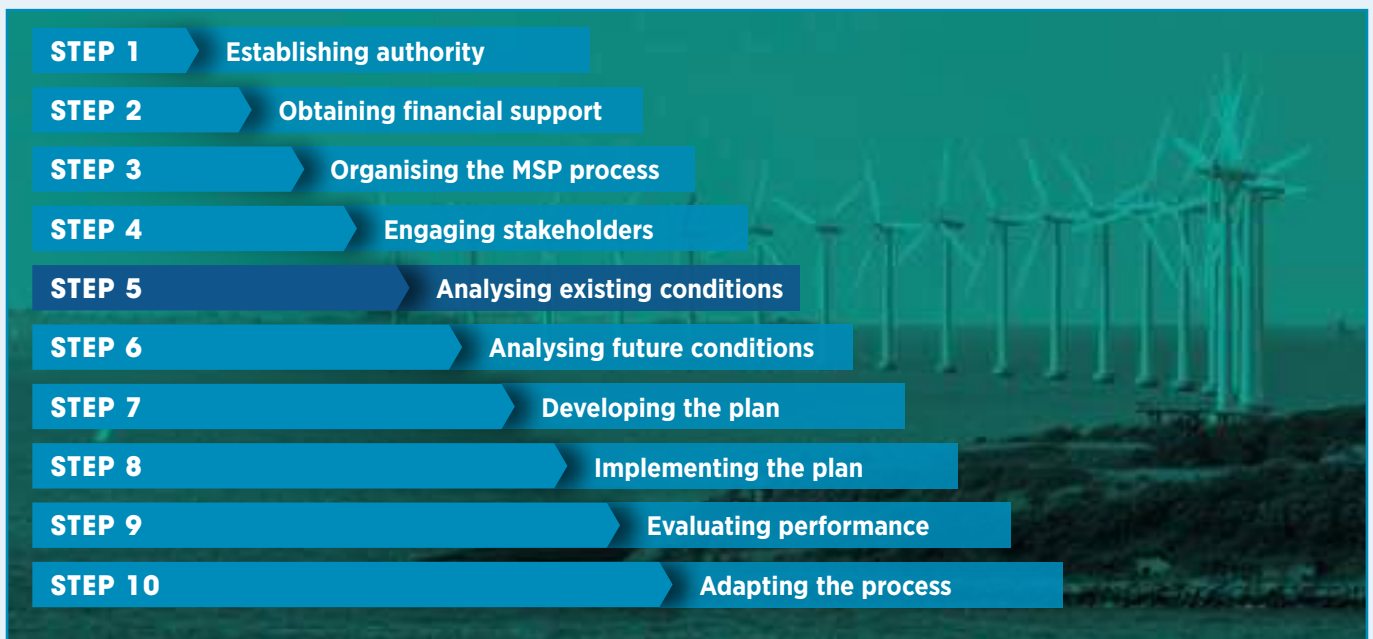 STEP 1 Establishing authority
STEP 2 Obtaining financial support
STEP 3 Organising the MSP process
STEP 4 Engaging stakeholders
STEP 5 Analysing existing conditions
STEP 6 Analysing future conditions
STEP 7 Developing the plan
STEP 8 Implementing the plan
STEP 9 Evaluating performance
STEP 10 Adapting the process